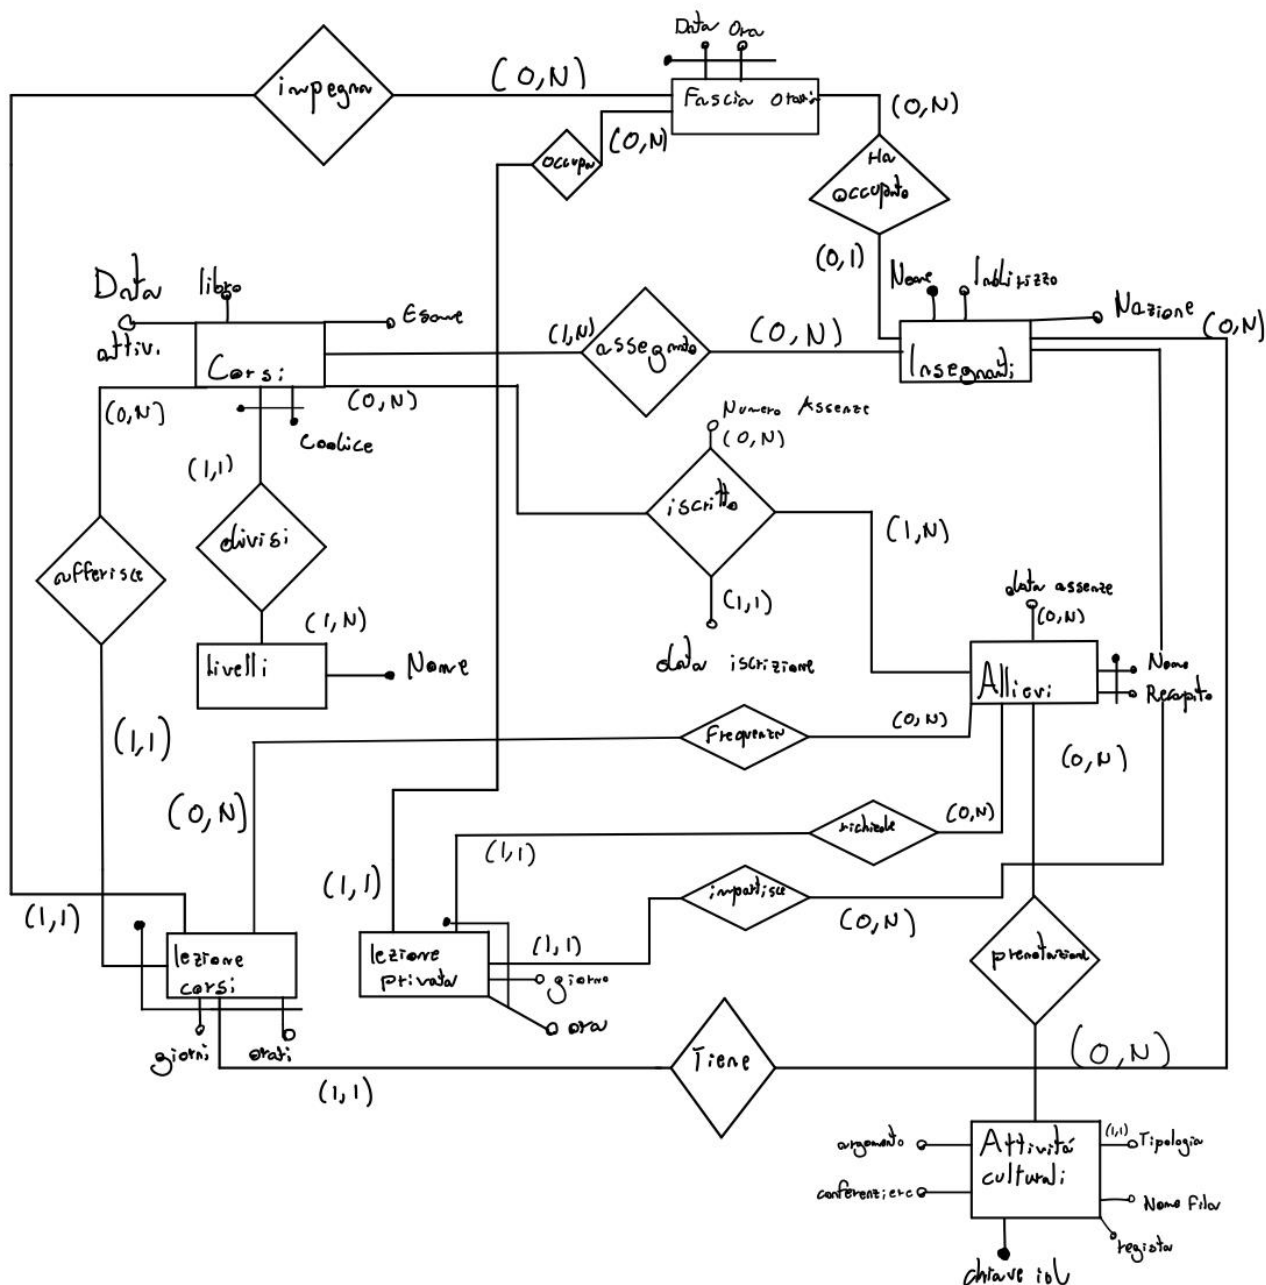 Data Ora
impegna
(0,N)
Fascia Orari
(0,N)
(0,N)
occupa
Ha
occupato
(0,1)
Nome
Indirizzo
Nazione
(0,N)
Data
attiv.
libro
Esame
Corsi
(1,N)
assegnato
(0,N)
Insegnanti
(0,N)
(0,N)
Codice
Numero Assenze
(0,N)
(1,1)
iscritto
(1,N)
divisi
afferisce
data assenze
(0,N)
(1,1)
(1,N)
data iscrizione
livelli
Nome
Allievi
Nome
Recapito
(1,1)
Frequenza
(0,N)
(0,N)
(0,N)
richiede
(0,N)
(1,1)
(1,1)
impartisce
(0,N)
(1,1)
lezione
corsi
lezione
privata
(1,1)
giorno
ora
prenotazione
giorni
orari
(1,1)
Tiene
(0,N)
argomento
Attività
culturali
(1,1)
Tipologia
conferenziere
Nome Film
regista
chiave id